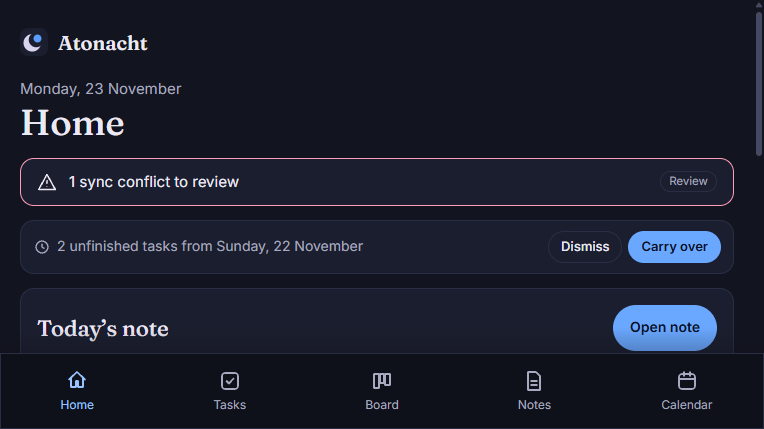 Atonacht
Monday, 23 November
Home
1 sync conflict to review
Review
2 unfinished tasks from Sunday, 22 November
Dismiss
Carry over
Today’s note
Open note
Home
Tasks
Board
Notes
Calendar